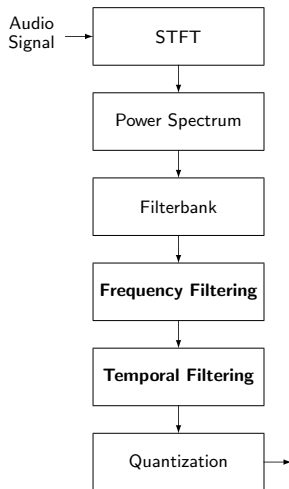 Audio
Signal
STFT
Power Spectrum
Filterbank
Frequency Filtering
Temporal Filtering
Quantization